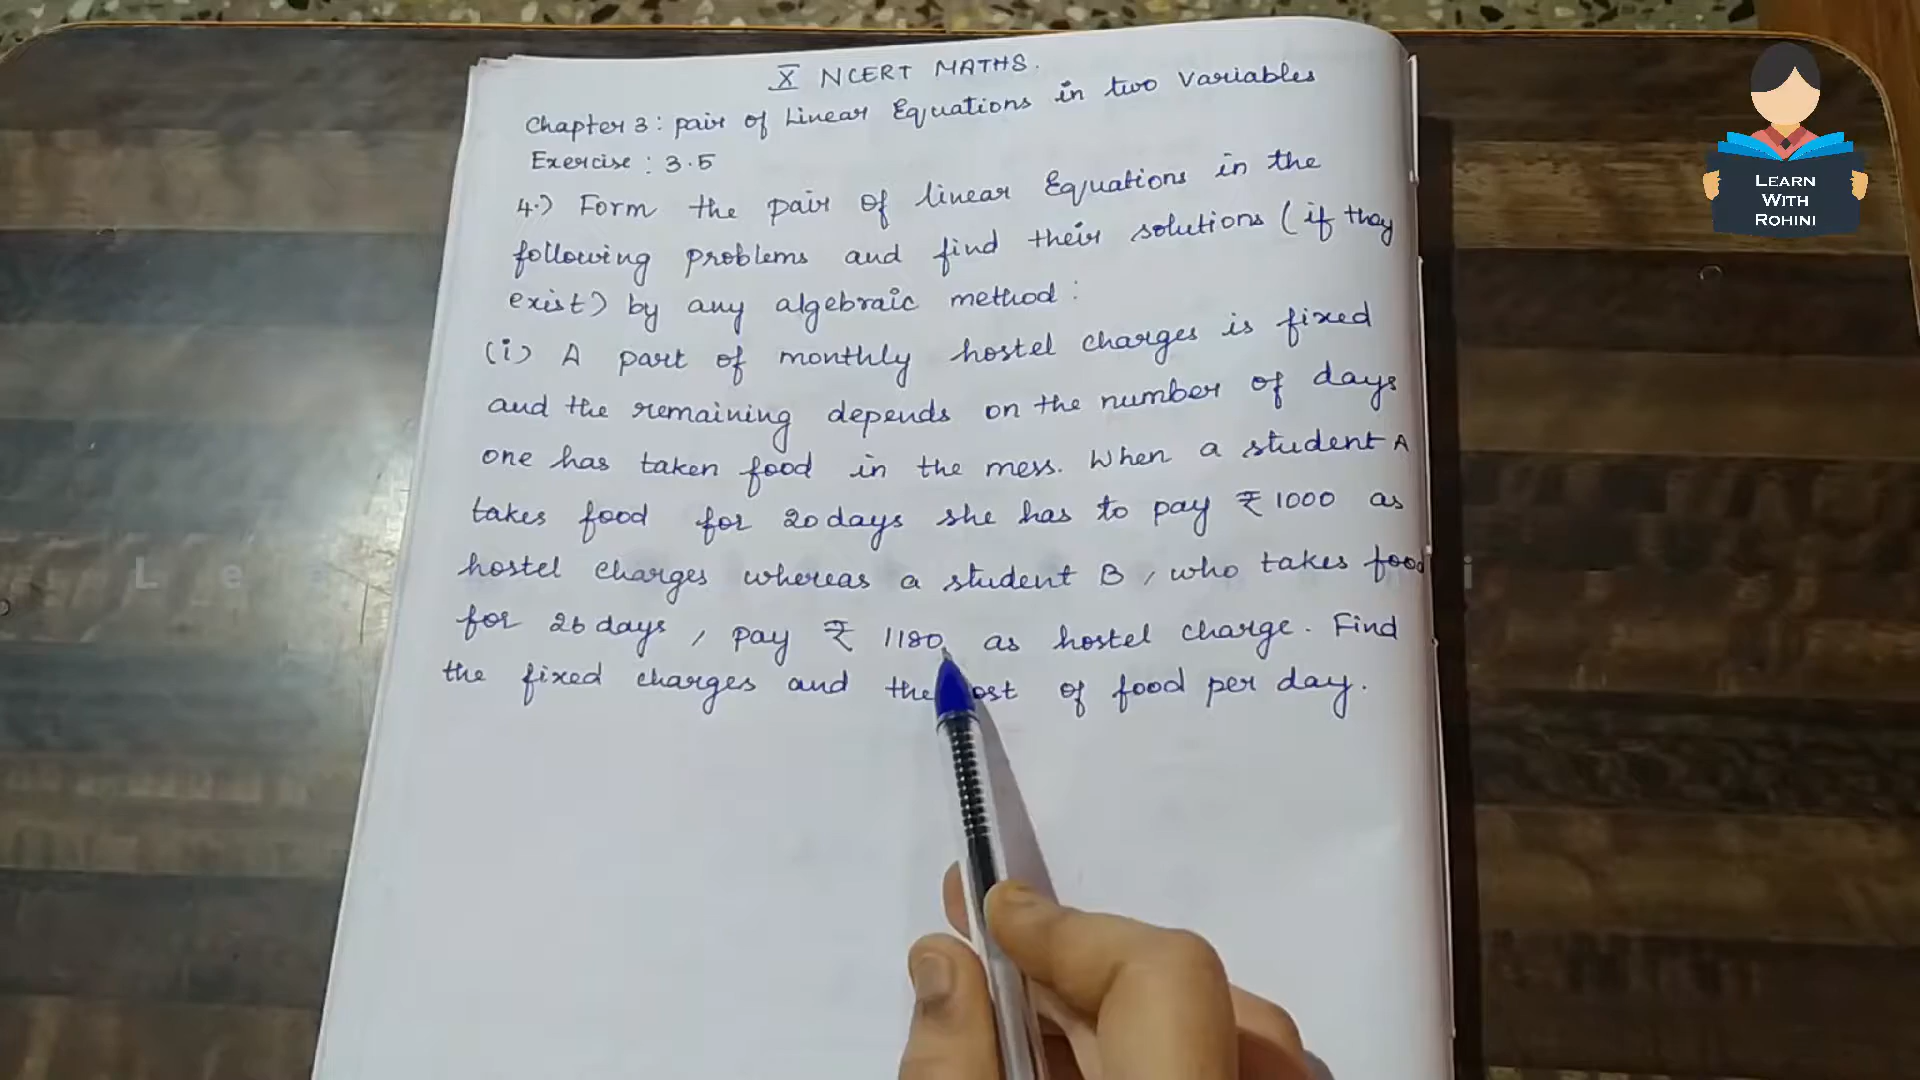 X NCERT MATHS.
Chapter 3: pair of Linear Equations in two Variables
Exercise: 3.5
4.) Form the pair of linear Equations in the
following problems and find their solutions (if they
exist) by any algebraic method:
(i) A part of monthly hostel charges is fixed
and the remaining depends on the number of days
one has taken food in the mess. When a student A
takes food for 20 days she has to pay ₹ 1000 as
hostel charges whereas a student B, who takes food
for 26 days, pay ₹ 1180 as hostel charge. Find
the fixed charges and the cost of food per day.
LEARN
WITH
ROHINI